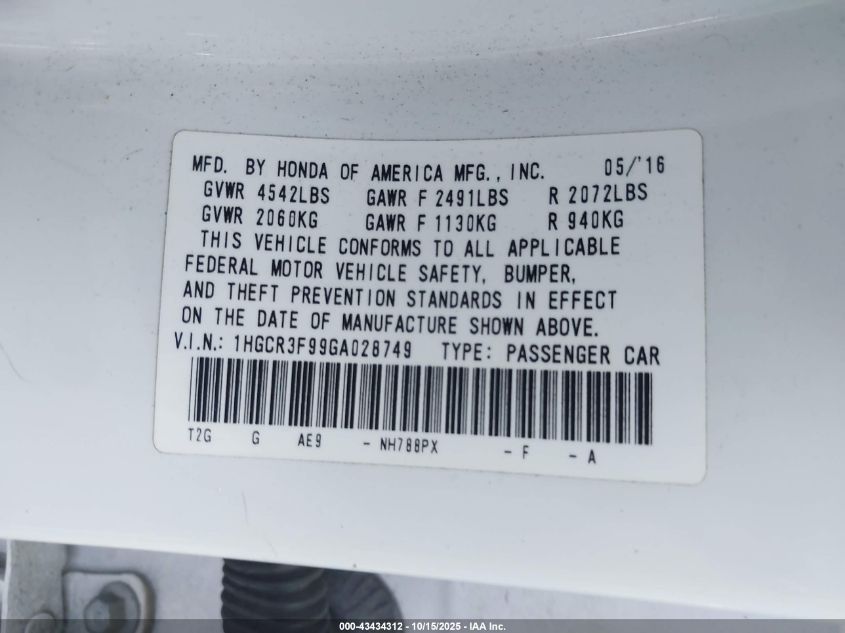 MFD. BY HONDA OF AMERICA MFG., INC. 05/'16
GVWR 4542LBS GAWR F 2491LBS R 2072LBS
GVWR 2060KG GAWR F 1130KG R 940KG
THIS VEHICLE CONFORMS TO ALL APPLICABLE
FEDERAL MOTOR VEHICLE SAFETY, BUMPER,
AND THEFT PREVENTION STANDARDS IN EFFECT
ON THE DATE OF MANUFACTURE SHOWN ABOVE.
V.I.N.: 1HGCR3F99GA028749 TYPE: PASSENGER CAR
T2G G AE9 - NH788PX - F - A
000-43434312 - 10/15/2025 - IAA Inc.